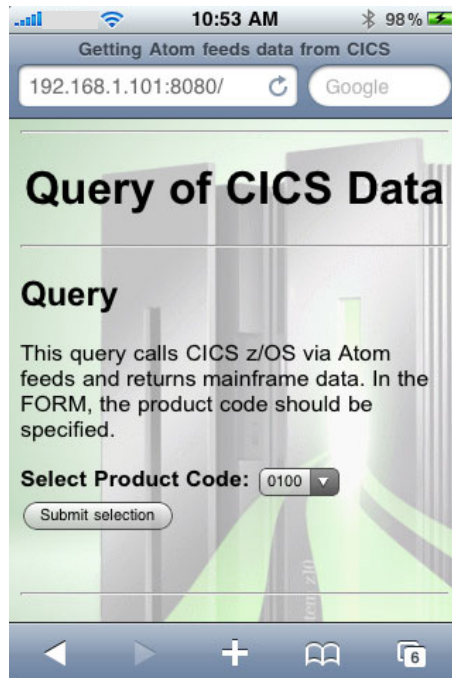 10:53 AM
98%
Getting Atom feeds data from CICS
192.168.1.101:8080/
Google
Query of CICS Data
Query
This query calls CICS z/OS via Atom
feeds and returns mainframe data. In the
FORM, the product code should be
specified.
Select Product Code: 0100
Submit selection
z10
6